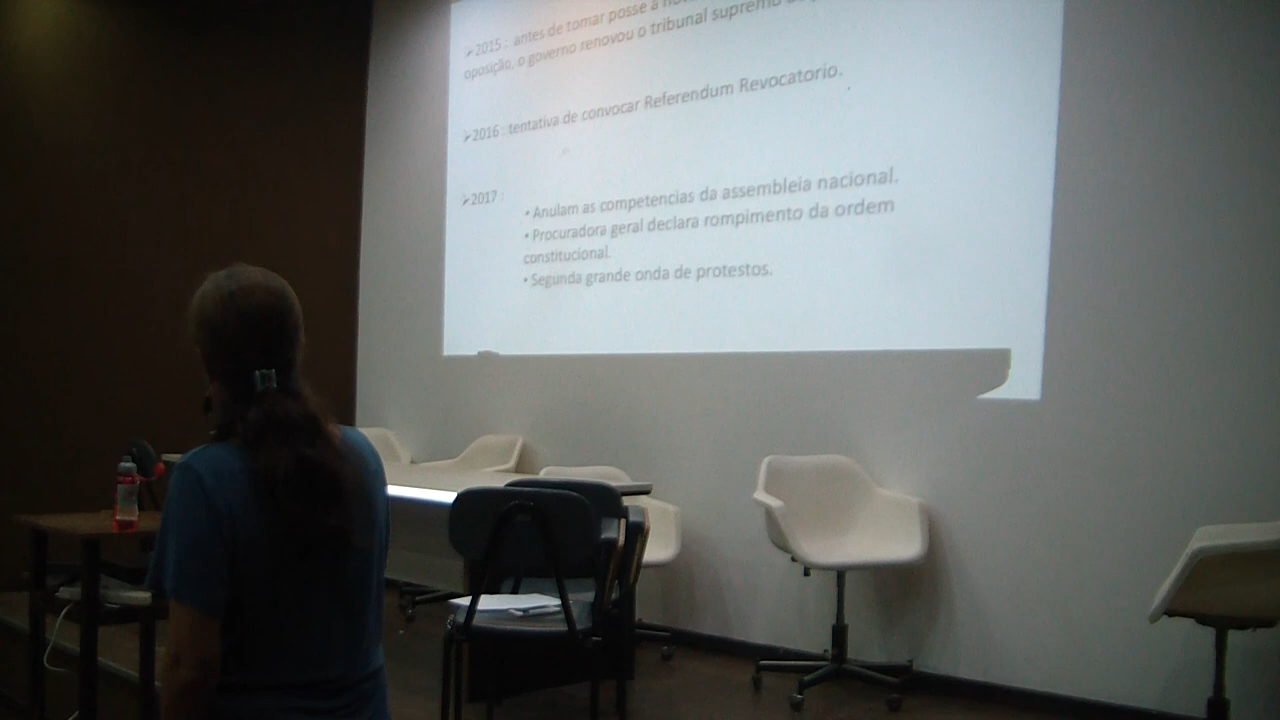 ➢2015 : antes de tomar posse a
oposição, o governo renovou o tribunal supremo
➢2016 : tentativa de convocar Referendum Revocatorio.
➢2017 :
• Anulam as competencias da assembleia nacional.
• Procuradora geral declara rompimento da ordem
constitucional.
• Segunda grande onda de protestos.